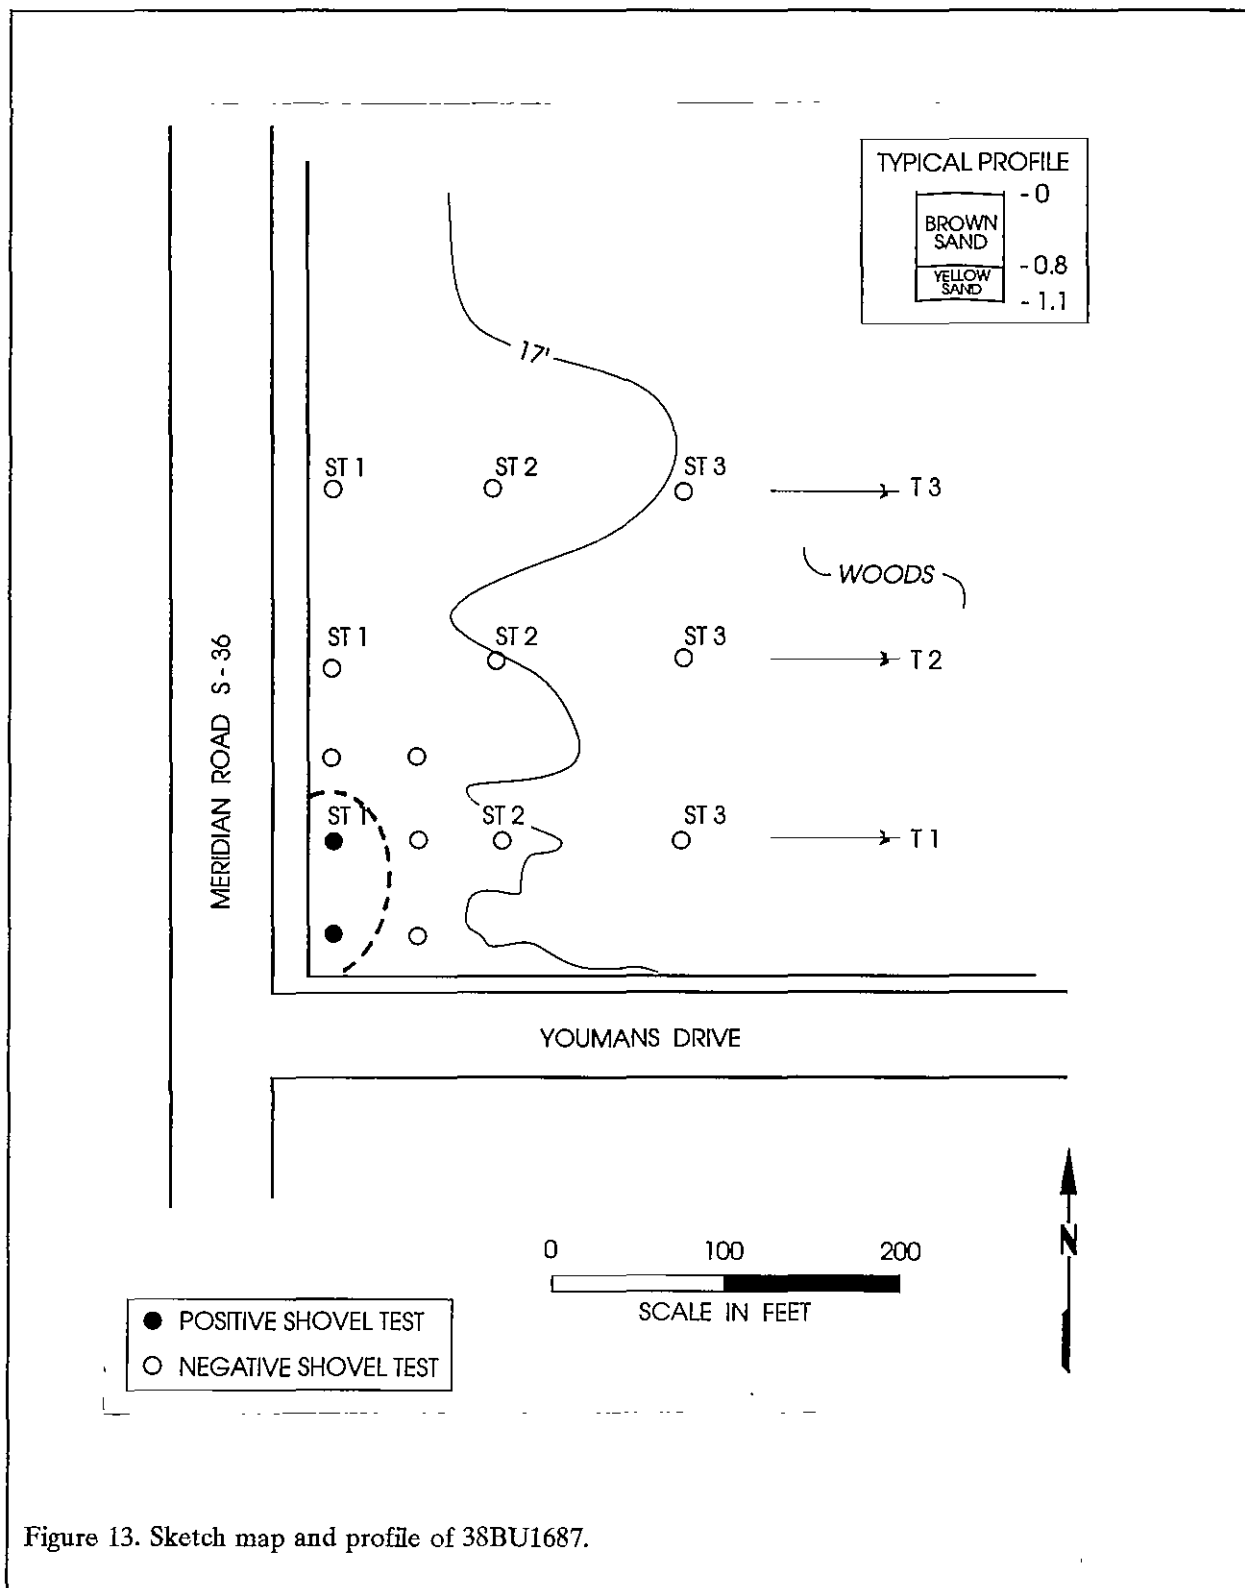 TYPICAL PROFILE
- 0
BROWN
SAND
- 0.8
YELLOW
SAND
- 1.1
17'
ST 1
ST 2
ST 3
T 3
WOODS
ST 1
ST 2
ST 3
T 2
MERIDIAN ROAD S - 36
ST 1
ST 2
ST 3
T 1
YOUMANS DRIVE
N
0 100 200
SCALE IN FEET
POSITIVE SHOVEL TEST
NEGATIVE SHOVEL TEST
Figure 13. Sketch map and profile of 38BU1687.